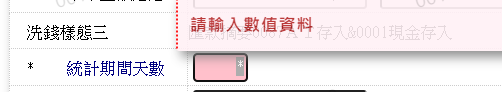 請輸入數值資料
洗錢樣態三
存入&0001現金存入
* 統計期間天數
*